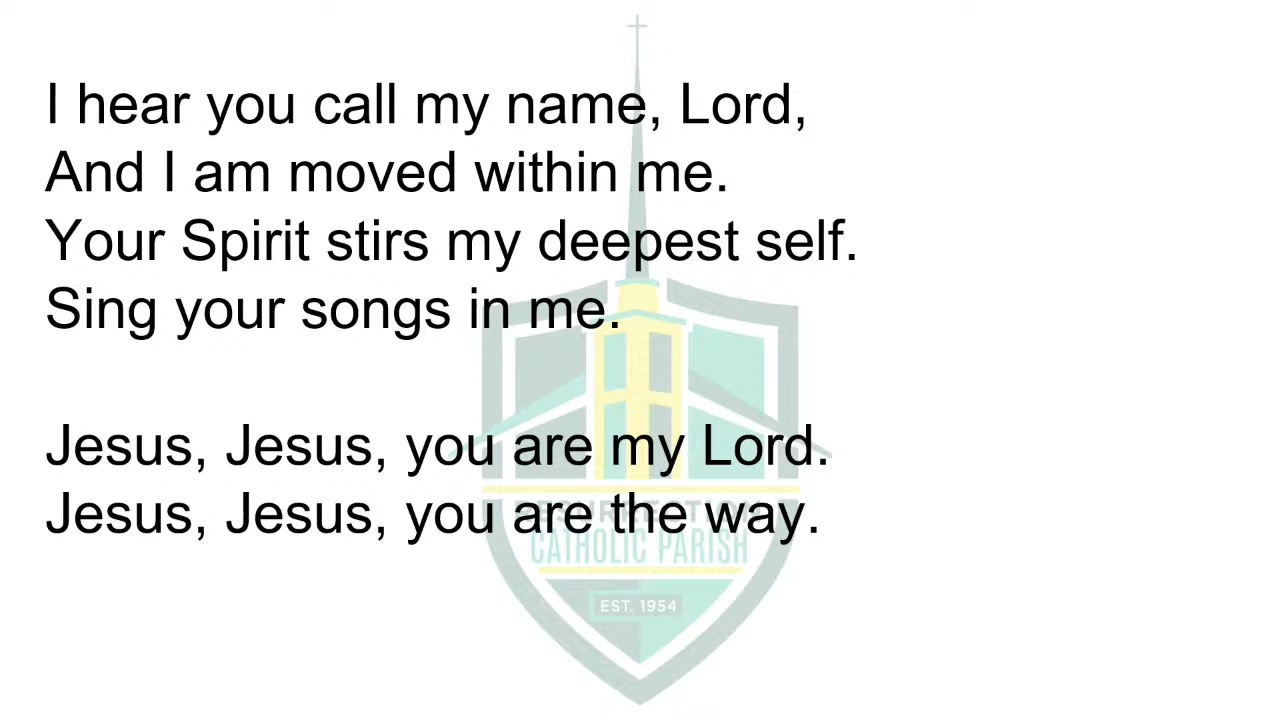 I hear you call my name, Lord,
And I am moved within me.
Your Spirit stirs my deepest self.
Sing your songs in me.
Jesus, Jesus, you are my Lord.
Jesus, Jesus, you are the way.
RESURRECTION
CATHOLIC PARISH
EST. 1954